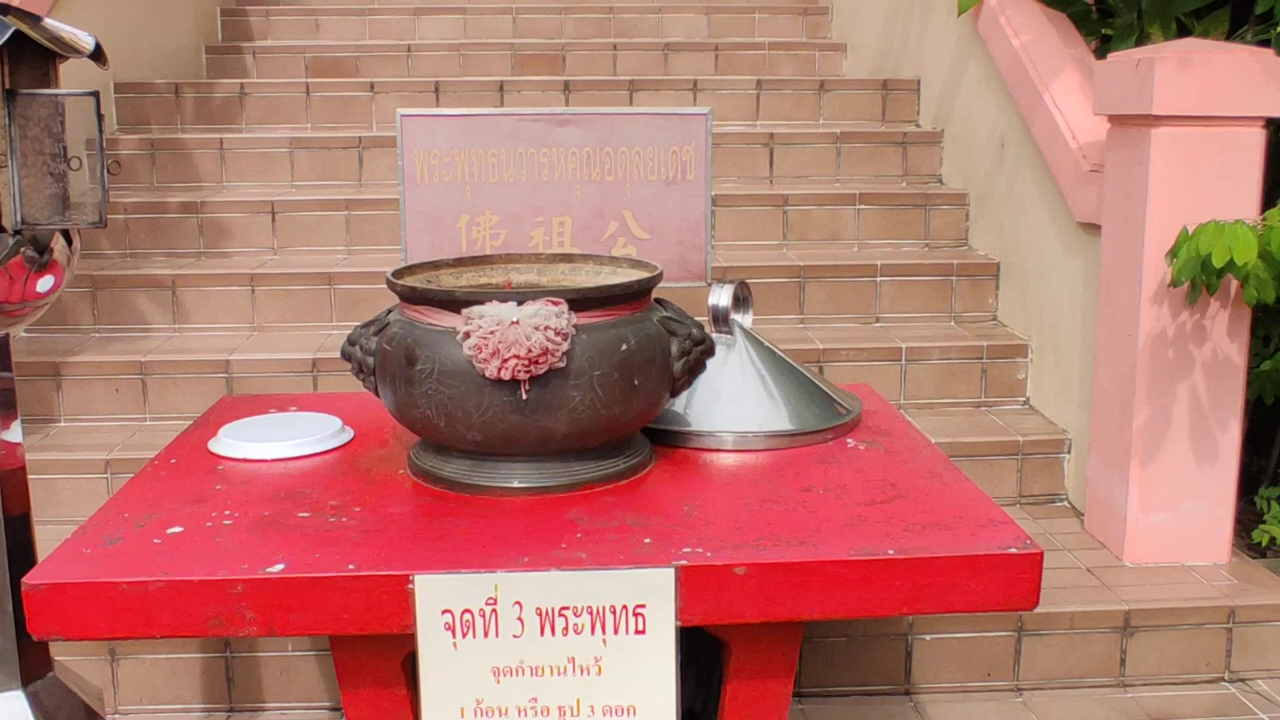 พระพุทธนวารหคุณอดุลยเดช
佛祖公
จุดที่ 3 พระพุทธ
จุดกำยานไหว้
1 ก้อน หรือ ธูป 3 ดอก